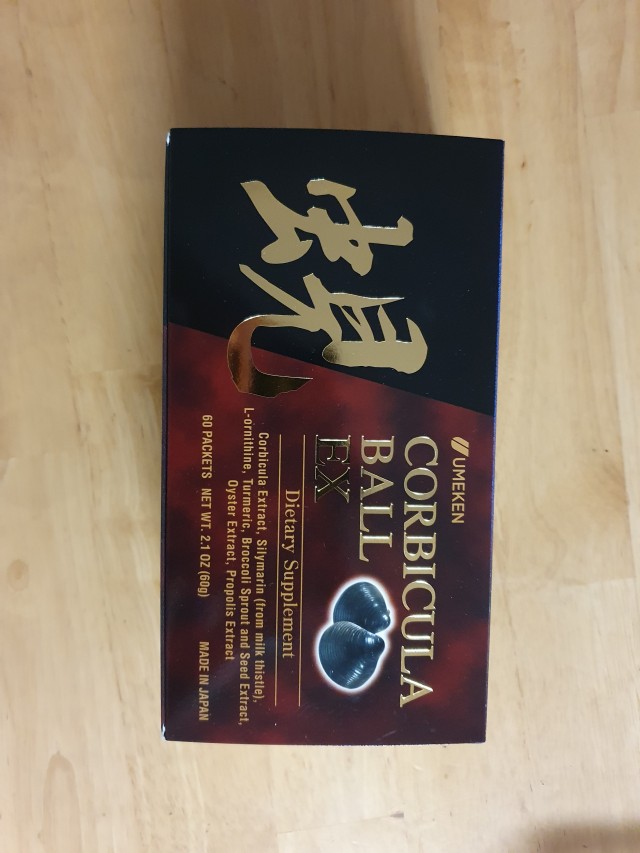 蜆
UMEKEN
CORBICULA
BALL
EX
Dietary Supplement
Corbicula Extract, Silymarin (from milk thistle),
L-ornithine, Turmeric, Broccoli Sprout and Seed Extract,
Oyster Extract, Propolis Extract
60 PACKETS NET WT. 2.1 OZ (60g) MADE IN JAPAN